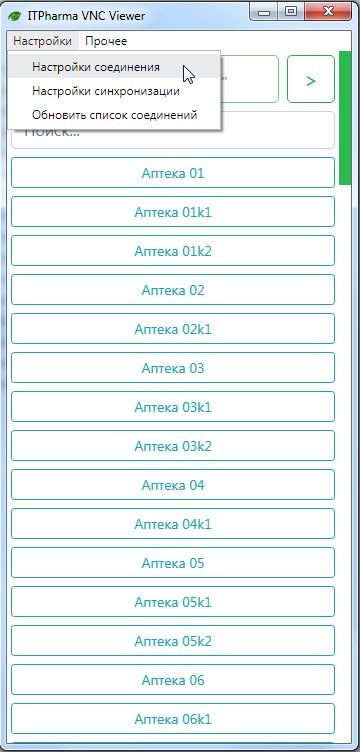 ITPharma VNC Viewer
Настройки Прочее
Настройки соединения
Настройки синхронизации
Обновить список соединений
>
Поиск...
Аптека 01
Аптека 01k1
Аптека 01k2
Аптека 02
Аптека 02k1
Аптека 03
Аптека 03k1
Аптека 03k2
Аптека 04
Аптека 04k1
Аптека 05
Аптека 05k1
Аптека 05k2
Аптека 06
Аптека 06k1